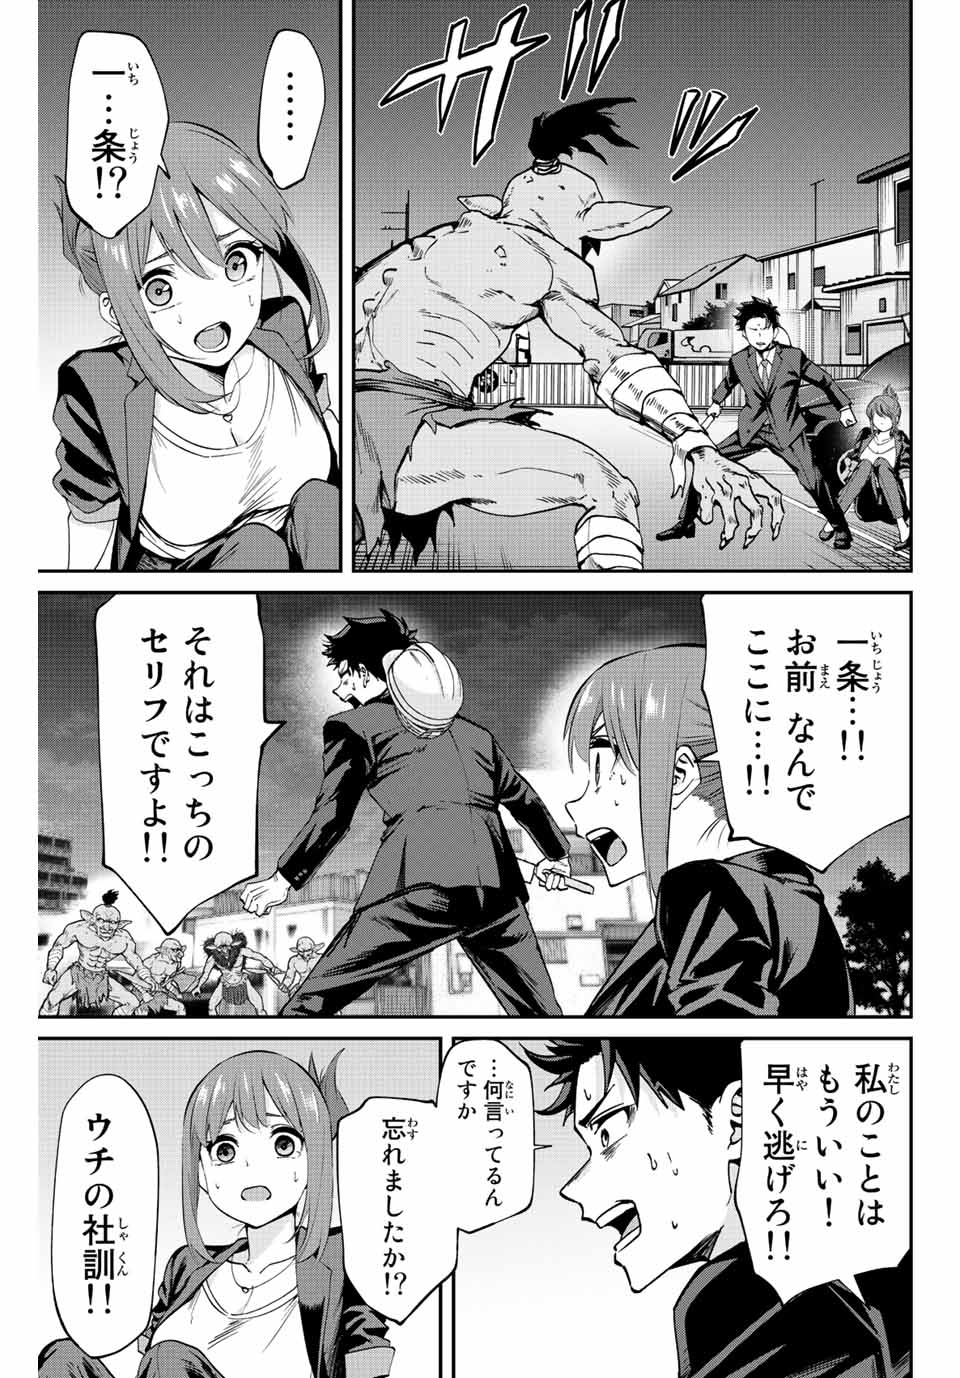 ザッ
……
一…条!?
一条…!!
お前なんで
ここに…!!
それはこっちの
セリフですよ!!
私のことは
もういい！
早く逃げろ!!
…何言ってるん
ですか
忘れましたか!?
ウチの社訓!!